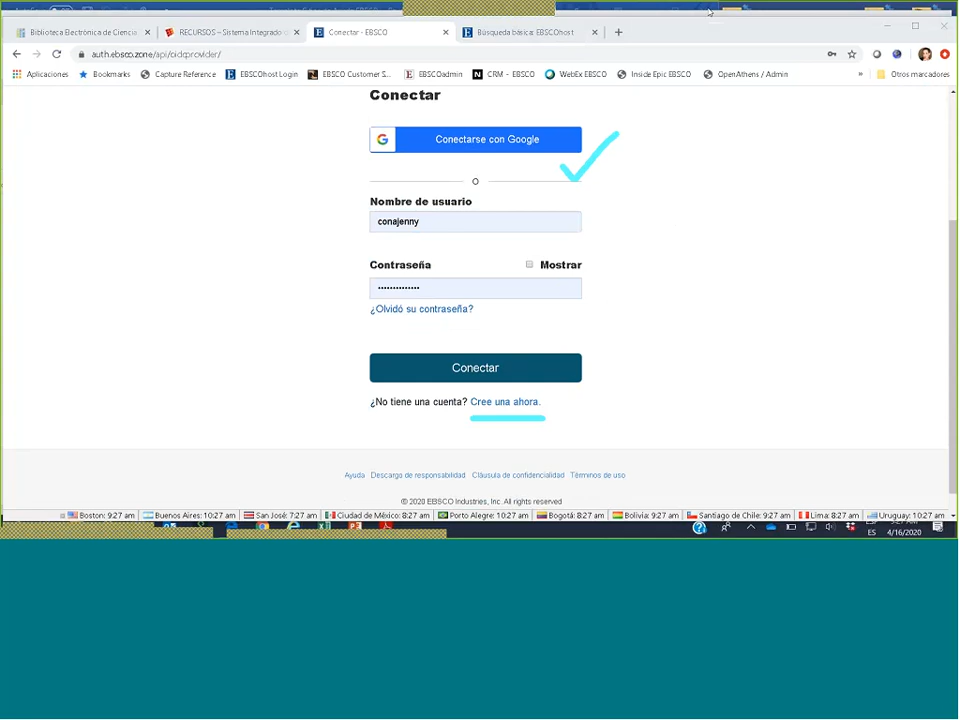 Biblioteca Electrónica de Ciencia
RECURSOS – Sistema Integrado
Conectar - EBSCO
Búsqueda básica: EBSCOhost
auth.ebsco.zone/api/oidcprovider/
Aplicaciones
Bookmarks
Capture Reference
EBSCOhost Login
EBSCO Customer S...
EBSCOadmin
CRM - EBSCO
WebEx EBSCO
Inside Epic EBSCO
OpenAthens / Admin
»
Otros marcadores
Conectar
Conectarse con Google
O
Nombre de usuario
conajenny
Contraseña
Mostrar
••••••••••••••
¿Olvidó su contraseña?
Conectar
¿No tiene una cuenta? Cree una ahora.
Ayuda Descargo de responsabilidad Cláusula de confidencialidad Términos de uso
© 2020 EBSCO Industries, Inc. All rights reserved
Boston: 9:27 am
Buenos Aires: 10:27 am
San José: 7:27 am
Ciudad de México: 8:27 am
Porto Alegre: 10:27 am
Bogotá: 8:27 am
Bolivia: 9:27 am
Santiago de Chile: 9:27 am
Lima: 8:27 am
Uruguay: 10:27 am
ES
4/16/2020